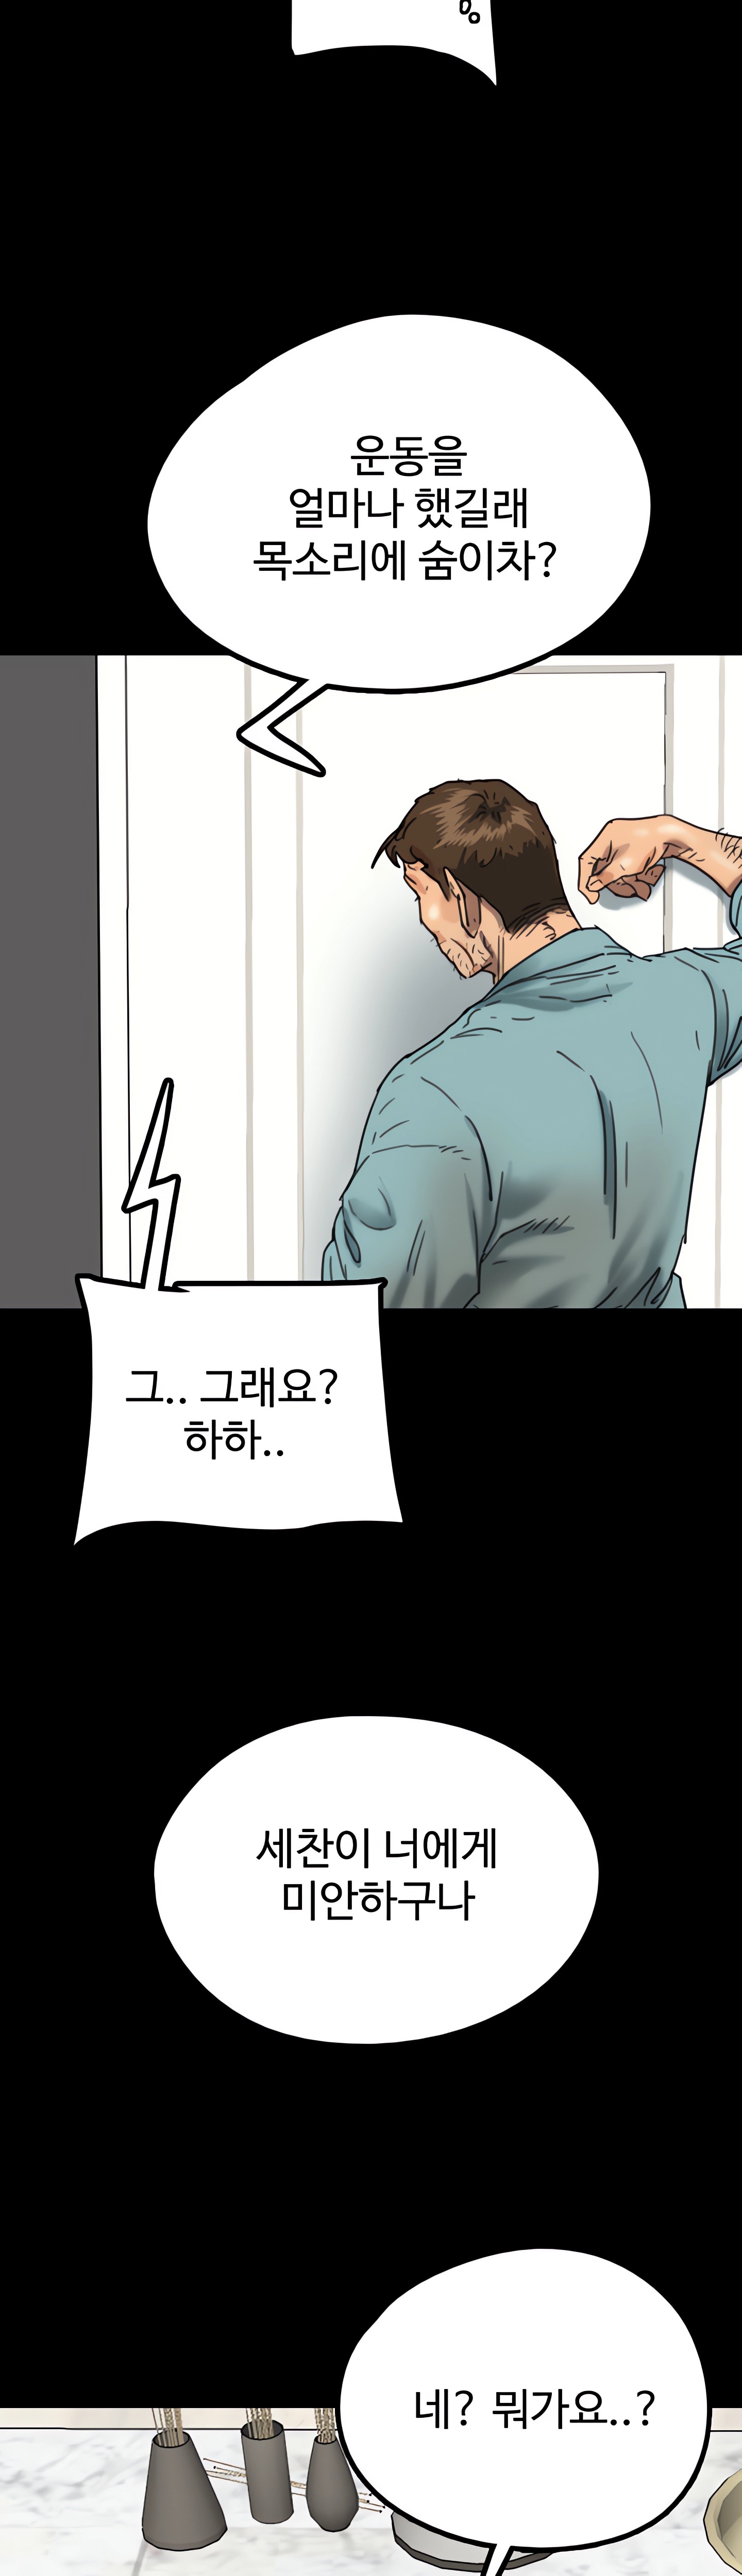 운동을
얼마나 했길래
목소리에 숨이차?
그.. 그래요?
하하..
세찬이 너에게
미안하구나
네? 뭐가요..?